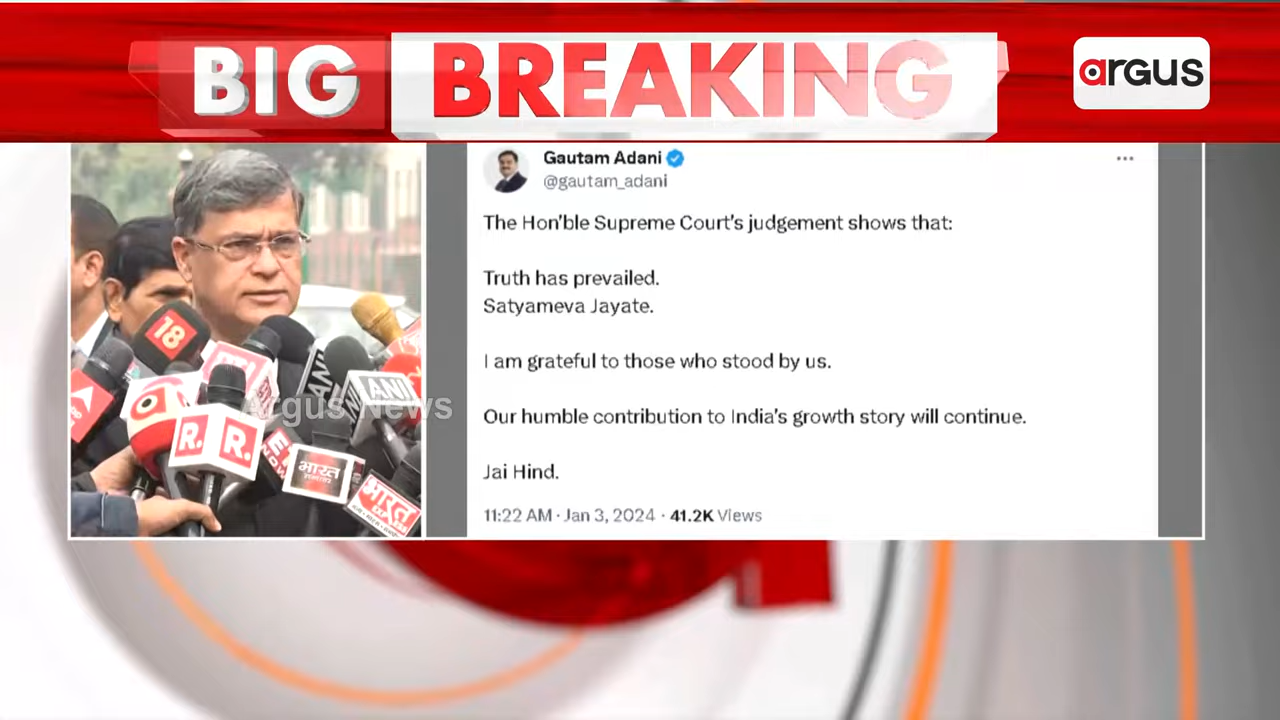 BIG BREAKING
argus
Gautam Adani
@gautam_adani
The Hon'ble Supreme Court's judgement shows that:
Truth has prevailed.
Satyameva Jayate.
I am grateful to those who stood by us.
Our humble contribution to India's growth story will continue.
Jai Hind.
11:22 AM · Jan 3, 2024 · 41.2K Views
Argus News
18
ANI
ANI
R.
R.
NOW
भारत
भारत